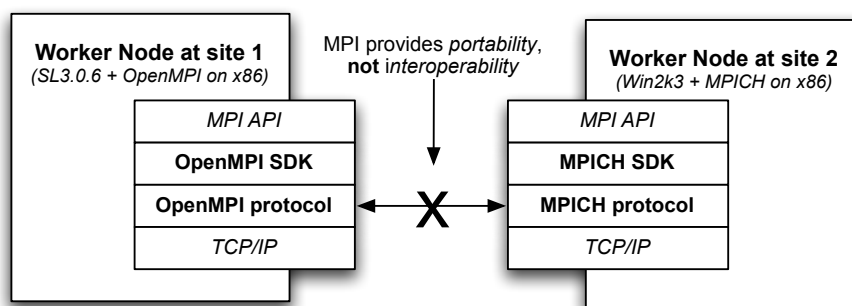 Worker Node at site 1
(SL3.0.6 + OpenMPI on x86)
MPI API
OpenMPI SDK
OpenMPI protocol
TCP/IP
MPI provides portability,
not interoperability
X
Worker Node at site 2
(Win2k3 + MPICH on x86)
MPI API
MPICH SDK
MPICH protocol
TCP/IP